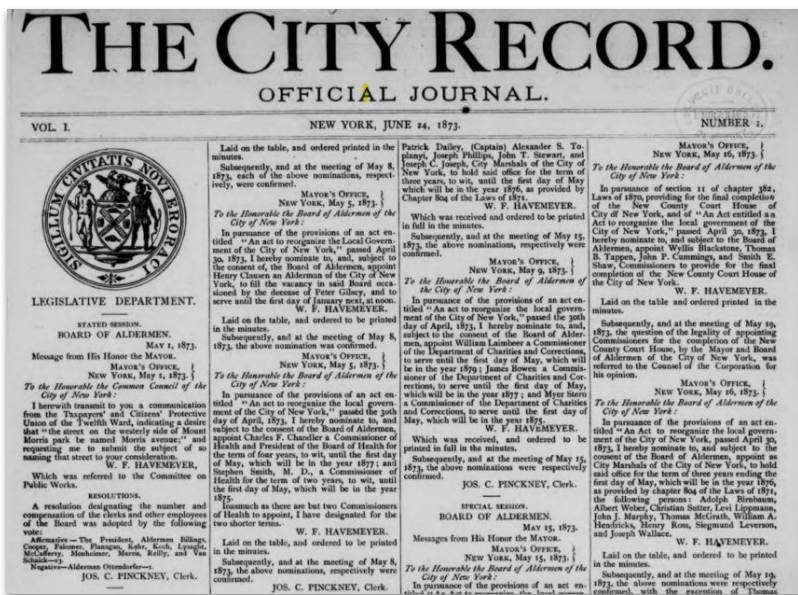 THE CITY RECORD.
OFFICIAL JOURNAL.
VOL. I.
NEW YORK, JUNE 24, 1873.
NUMBER 1.
SIGILLUM CIVITATIS NOVI EBORACI
LEGISLATIVE DEPARTMENT.
STATED SESSION.
BOARD OF ALDERMEN.
MAY 1, 1873.
Message from His Honor the MAYOR.
MAYOR'S OFFICE, }
NEW YORK, May 1, 1873. }
To the Honorable the Common Council of the
City of New York:
I herewith transmit to you a communication
from the Taxpayers' and Citizens' Protective
Union of the Twelfth Ward, indicating a desire
that "the street on the westerly side of Mount
Morris park be named Morris avenue;" and
requesting me to submit the subject of so
naming that street to your consideration.
W. F. HAVEMEYER,
Which was referred to the Committee on
Public Works.
RESOLUTIONS.
A resolution designating the number and
compensation of the clerks and other employees
of the Board was adopted by the following
vote:
Affirmative—The President, Aldermen Billings,
Cooper, Falconer, Flanagan, Kehr, Koch, Lysaght,
McCafferty, Monheimer, Morris, Reilly, and Van
Schaick—13.
Negative—Alderman Ottendorfer—1.
JOS. C. PINCKNEY, Clerk.
Laid on the table, and ordered printed in the
minutes.
Subsequently, and at the meeting of May 8,
1873, each of the above nominations, respect-
ively, were confirmed.
MAYOR'S OFFICE, }
NEW YORK, May 5, 1873. }
To the Honorable the Board of Aldermen of the
City of New York:
In pursuance of the provisions of an act en-
titled "An act to reorganize the Local Govern-
ment of the City of New York," passed April
30, 1873, I hereby nominate to, and, subject to
the consent of, the Board of Aldermen, appoint
Henry Clausen an Alderman of the City of New
York, to fill the vacancy in said Board occa-
sioned by the decease of Peter Gilsey, and to
serve until the first day of January next, at noon.
W. F. HAVEMEYER.
Laid on the table, and ordered to be printed
in the minutes.
Subsequently, and at the meeting of May 8,
1873, the above nomination was confirmed.
MAYOR'S OFFICE, }
NEW YORK, May 5, 1873. }
To the Honorable the Board of Aldermen of the
City of New York:
In pursuance of the provisions of an act en-
titled "An act to reorganize the local govern-
ment of the City of New York," passed the 30th
day of April, 1873, I hereby nominate to, and
subject to the consent of the Board of Aldermen,
appoint Charles F. Chandler a Commissioner of
Health and President of the Board of Health for
the term of four years, to wit, until the first day
of May, which will be in the year 1877; and
Stephen Smith, M. D., a Commissioner of
Health for the term of two years, to wit, until
the first day of May, which will be in the year
1875.
Inasmuch as there are but two Commissioners
of Health to appoint, I have designated for the
two shorter terms.
W. F. HAVEMEYER.
Laid on the table, and ordered to be printed
in the minutes.
Subsequently, and at the meeting of May 8,
1873, the above nominations, respectively were
confirmed.
JOS. C. PINCKNEY, Clerk.
Patrick Dailey, (Captain) Alexander S. To-
planyi, Joseph Phillips, John T. Stewart, and
Joseph C. Joseph, City Marshals of the City of
New York, to hold said office for the term of
three years, to wit, until the first day of May
which will be in the year 1876, as provided by
Chapter 804 of the Laws of 1871.
W. F. HAVEMEYER.
Which was received and ordered to be printed
in full in the minutes.
Subsequently, and at the meeting of May 15,
1873, the above nominations, respectively were
confirmed.
MAYOR'S OFFICE, }
NEW YORK, May 9, 1873. }
To the Honorable the Board of Aldermen of
the City of New York:
In pursuance of the provisions of an act en-
titled "An act to reorganize the local govern-
ment of the City of New York," passed the 30th
day of April, 1873, I hereby nominate to, and,
subject to the consent of the Board of Alder-
men, appoint William Laimbeer a Commissioner
of the Department of Charities and Corrections,
to serve until the first day of May, which will
be in the year 1879; James Bowen a Commis-
sioner of the Department of Charities and Cor-
rections, to serve until the first day of May,
which will be in the year 1877; and Myer Stern
a Commissioner of the Department of Charities
and Corrections, to serve until the first day of
May, which will be in the year 1875.
W. F. HAVEMEYER.
Which was received, and ordered to be
printed in full in the minutes.
Subsequently, and at the meeting of May 15,
1873, the above nominations were respectively
confirmed.
JOS. C. PINCKNEY, Clerk.
SPECIAL SESSION.
BOARD OF ALDERMEN.
MAY 15, 1873.
Messages from His Honor the MAYOR.
MAYOR'S OFFICE, }
NEW YORK, May 15, 1873. }
To the Honorable the Board of Aldermen of the
City of New York:
In pursuance of the provisions of an act en-
MAYOR'S OFFICE, }
NEW YORK, May 16, 1873. }
To the Honorable the Board of Aldermen of the
City of New York:
In pursuance of section 11 of chapter 382,
Laws of 1870, providing for the final completion
of the New County Court House of
City of New York, and of "An Act entitled an
Act to reorganize the local government of the
City of New York," passed April 30, 1873, I
hereby nominate to, and subject to the Board of
Aldermen, appoint Wyllis Blackstone, Thomas
B. Tappen, John P. Cummings, and Smith E.
Shaw, Commissioners to provide for the final
completion of the New County Court House of
the City of New York.
W. F. HAVEMEYER.
Laid on the table and ordered printed in the
minutes.
Subsequently, and at the meeting of May 19,
1873, the question of the legality of appointing
Commissioners for the completion of the New
County Court House, by the Mayor and Board
of Aldermen of the City of New York, was
referred to the Counsel of the Corporation for
his opinion.
MAYOR'S OFFICE, }
NEW YORK, May 16, 1873. }
To the Honorable the Board of Aldermen of the
City of New York:
In pursuance of the provisions of an act en-
titled "An Act to reorganize the local govern-
ment of the City of New York, passed April 30,
1873, I hereby nominate to, and subject to the
consent of the Board of Aldermen, appoint as
City Marshals of the City of New York, to hold
said office for the term of three years ending the
first day of May, which will be in the year 1876,
as provided by chapter 804 of the Laws of 1871,
the following persons: Adolph Birnbaum,
Albert Weber, Christian Sutter, Levi Lippmann,
John J. Murphy, Thomas McGrath, William A.
Hendricks, Henry Ross, Siegmund Leverson,
and Joseph Wallace.
W. F. HAVEMEYER.
Laid on the table, and ordered to be printed
in the minutes.
Subsequently, and at the meeting of May 19,
1873, the above nominations were respectively
confirmed, with the exception of Thomas